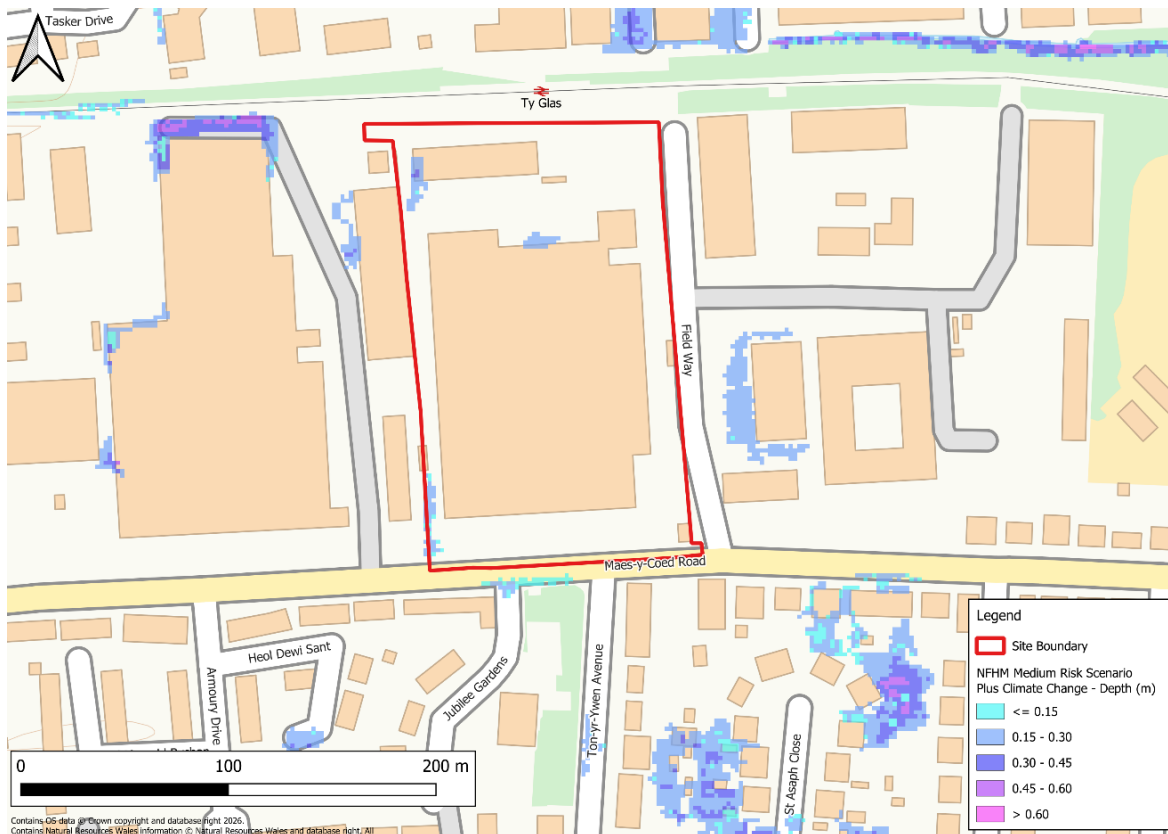 Tasker Drive
Ty Glas
Field Way
Maes-y-Coed Road
Heol Dewi Sant
Armoury Drive
Jubilee Gardens
Ton-yr-Ywen Avenue
St Asaph Close
Legend
Site Boundary
NFHM Medium Risk Scenario
Plus Climate Change - Depth (m)
<= 0.15
0.15 - 0.30
0.30 - 0.45
0.45 - 0.60
> 0.60
0 100 200 m
Contains OS data © Crown copyright and database right 2026.
Contains Natural Resources Wales information © Natural Resources Wales and database right. All